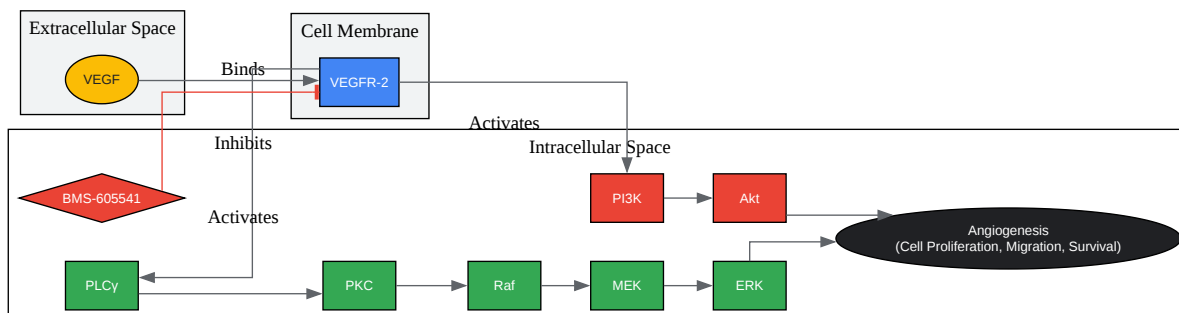 Extracellular Space
Cell Membrane
VEGF
Binds
VEGFR-2
Activates
Inhibits
Intracellular Space
BMS-605541
PI3K
Akt
Activates
Angiogenesis
(Cell Proliferation, Migration, Survival)
PLCγ
PKC
Raf
MEK
ERK